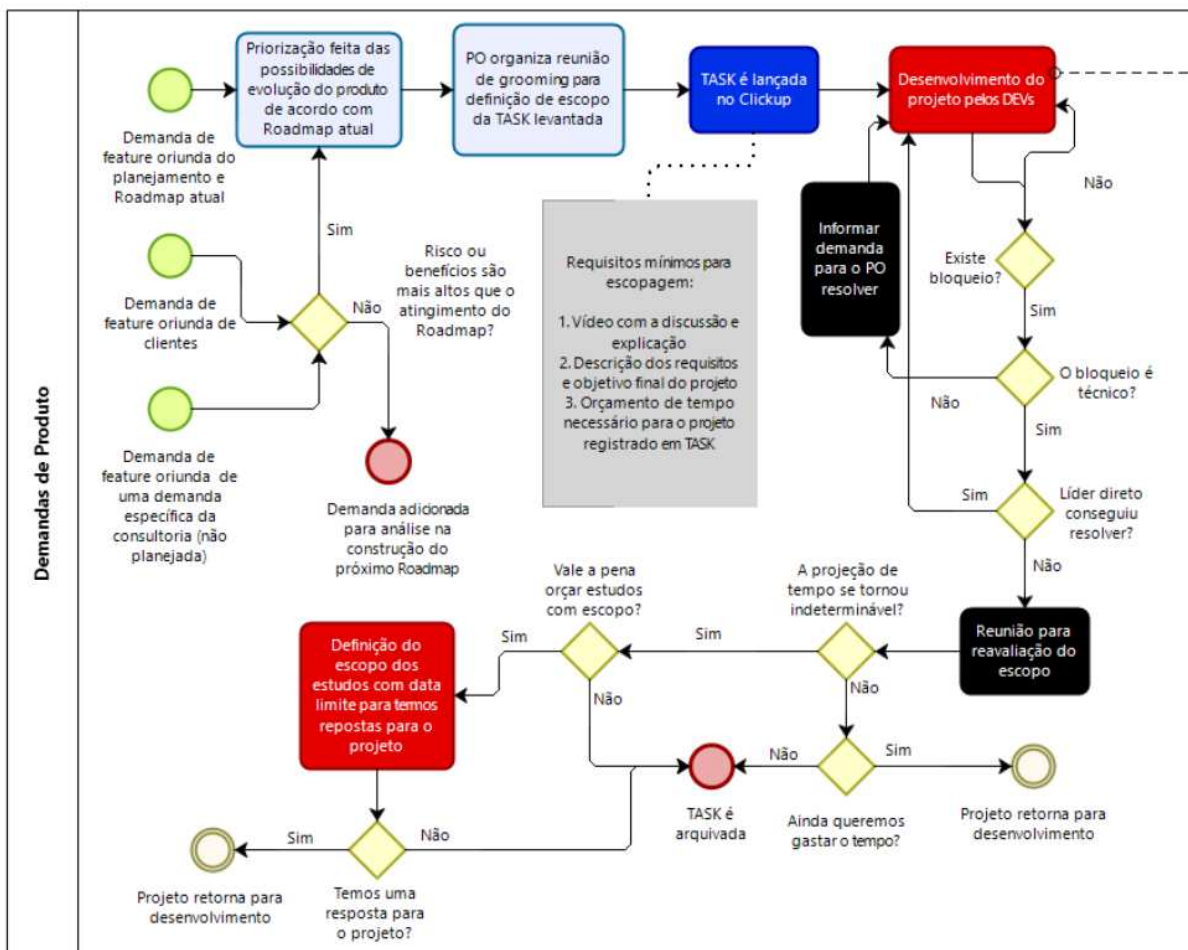 Demandas de Produto
Priorização feita das
possibilidades de
evolução do produto
de acordo com
Roadmap atual
PO organiza reunião
de grooming para
definição de escopo
da TASK levantada
TASK é lançada
no Clickup
Desenvolvimento do
projeto pelos DEVs
Demanda de
feature oriunda do
planejamento e
Roadmap atual
Sim
Não
Risco ou
benefícios são
mais altos que o
atingimento do
Roadmap?
Demanda de
feature oriunda de
clientes
Demanda de
feature oriunda de
uma demanda
específica da
consultoria (não
planejada)
Demanda adicionada
para análise na
construção do
próximo Roadmap
Requisitos mínimos para
escopagem:
1. Vídeo com a discussão e
explicação
2. Descrição dos requisitos
e objetivo final do projeto
3. Orçamento de tempo
necessário para o projeto
registrado em TASK
Informar
demanda
para o PO
resolver
Não
Existe
bloqueio?
Sim
O bloqueio é
técnico?
Não
Sim
Sim
Líder direto
conseguiu
resolver?
Não
Reunião para
reavaliação do
escopo
A projeção de
tempo se tornou
indeterminável?
Sim
Não
Vale a pena
orçar estudos
com escopo?
Sim
Não
Definição do
escopo dos
estudos com data
limite para termos
repostas para o
projeto
TASK é
arquivada
Não
Sim
Ainda queremos
gastar o tempo?
Projeto retorna para
desenvolvimento
Sim
Não
Projeto retorna para
desenvolvimento
Temos uma
resposta para
o projeto?